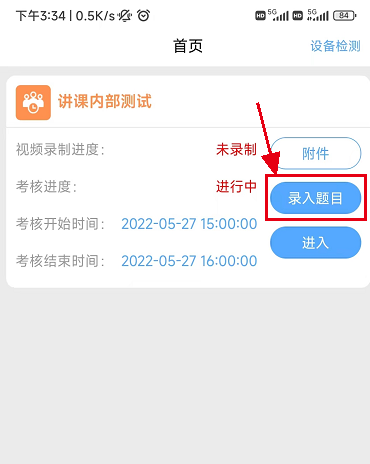 下午3:34 | 0.5K/s
HD 5G HD 5G 84
首页
设备检测
讲课内部测试
视频录制进度： 未录制
附件
考核进度： 进行中
录入题目
考核开始时间： 2022-05-27 15:00:00
进入
考核结束时间： 2022-05-27 16:00:00